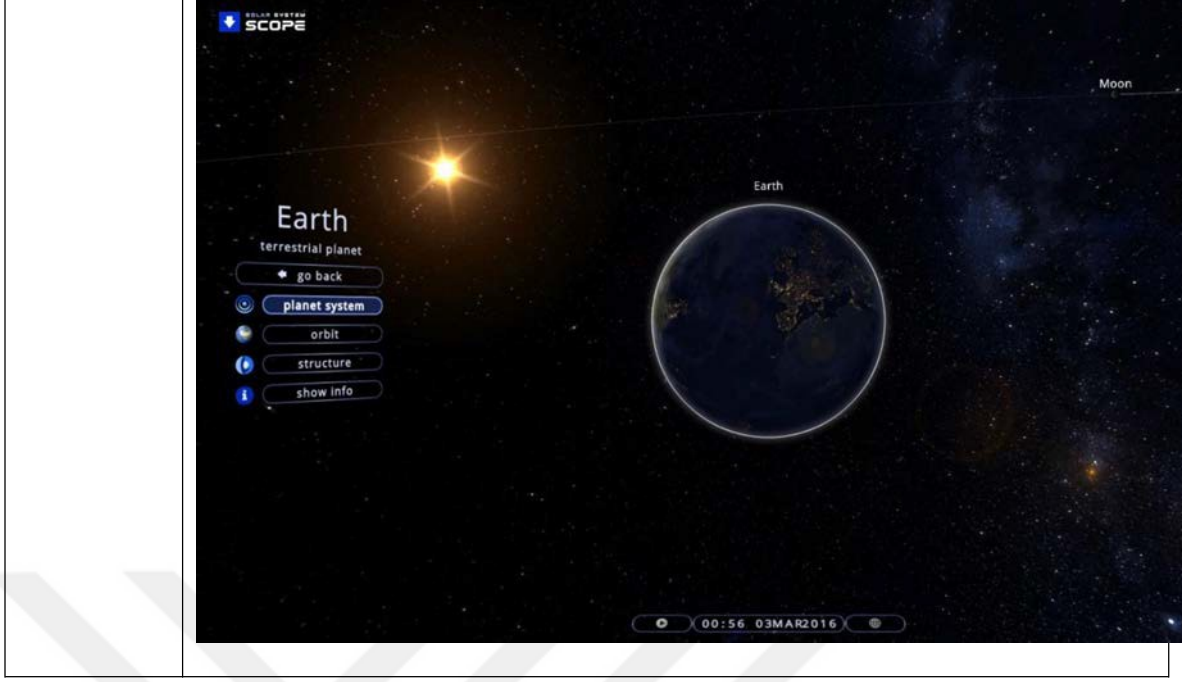 SOLAR SYSTEM
SCOPE
Moon
Earth
Earth
terrestrial planet
go back
planet system
orbit
structure
show info
00:56 03MAR2016